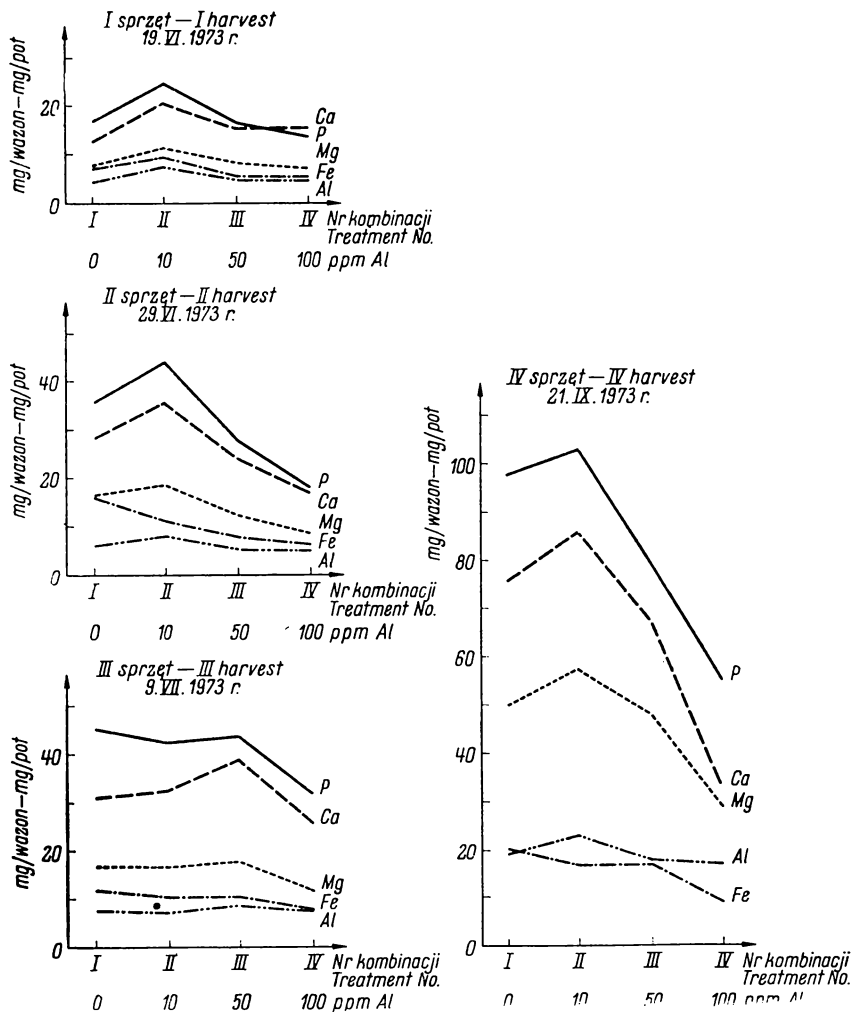 I sprzęt — I harvest
19. VI. 1973 r.
mg/wazon—mg/pot
20
0
Ca
P
Mg
Fe
Al
I II III IV Nr kombinacji
Treatment No.
0 10 50 100 ppm Al
II sprzęt — II harvest
29. VI. 1973 r.
mg/wazon—mg/pot
40
20
0
P
Ca
Mg
Fe
Al
I II III IV Nr kombinacji
Treatment No.
0 10 50 100 ppm Al
III sprzęt — III harvest
9. VII. 1973 r.
mg/wazon—mg/pot
40
20
0
P
Ca
Mg
Fe
Al
I II III IV Nr kombinacji
Treatment No.
0 10 50 100 ppm Al
IV sprzęt — IV harvest
21. IX. 1973 r.
mg/wazon—mg/pot
100
80
60
40
20
0
P
Ca
Mg
Al
Fe
I II III IV Nr kombinacji
Treatment No.
0 10 50 100 ppm Al